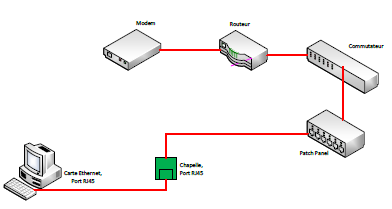 Modem
Routeur
Commutateur
Patch Panel
Chapelle,
Port RJ45
Carte Ethernet,
Port RJ45